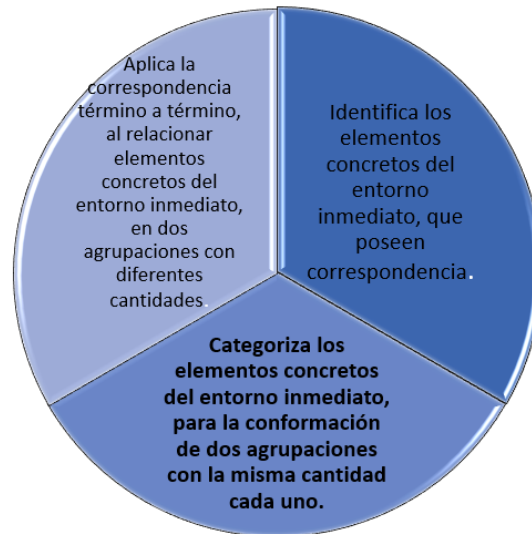 Aplica la
correspondencia
término a término,
al relacionar
elementos
concretos del
entorno inmediato,
en dos
agrupaciones con
diferentes
cantidades.
Identifica los
elementos
concretos del
entorno
inmediato, que
poseen
correspondencia.
Categoriza los
elementos concretos
del entorno inmediato,
para la conformación
de dos agrupaciones
con la misma cantidad
cada uno.